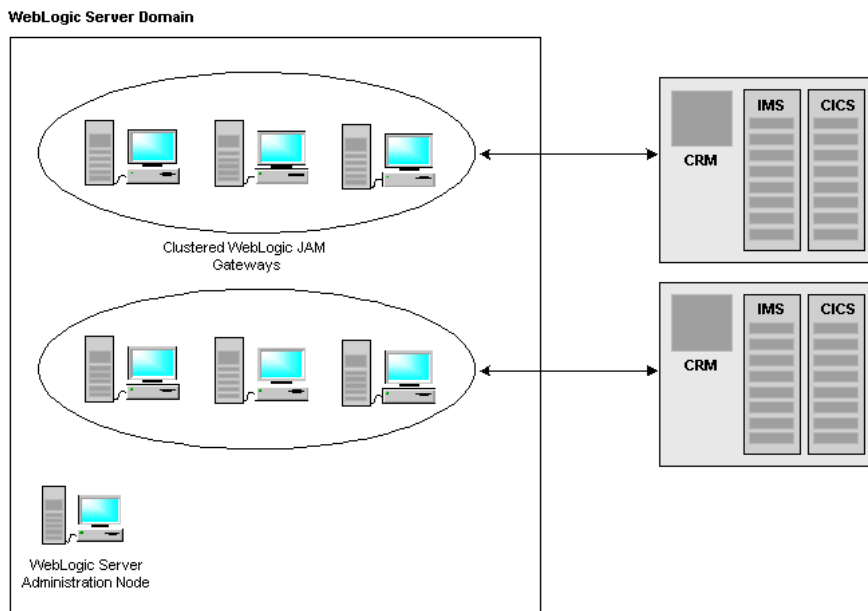 WebLogic Server Domain
IMS
CICS
CRM
Clustered WebLogic JAM
Gateways
IMS
CICS
CRM
WebLogic Server
Administration Node